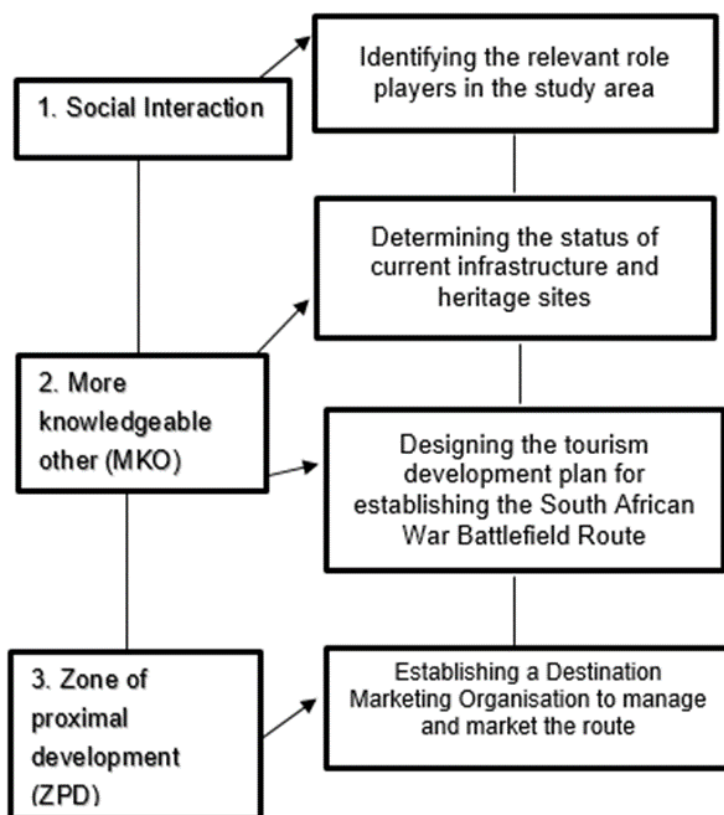 1. Social Interaction
Identifying the relevant role
players in the study area
Determining the status of
current infrastructure and
heritage sites
2. More
knowledgeable
other (MKO)
Designing the tourism
development plan for
establishing the South African
War Battlefield Route
3. Zone of
proximal
development
(ZPD)
Establishing a Destination
Marketing Organisation to manage
and market the route